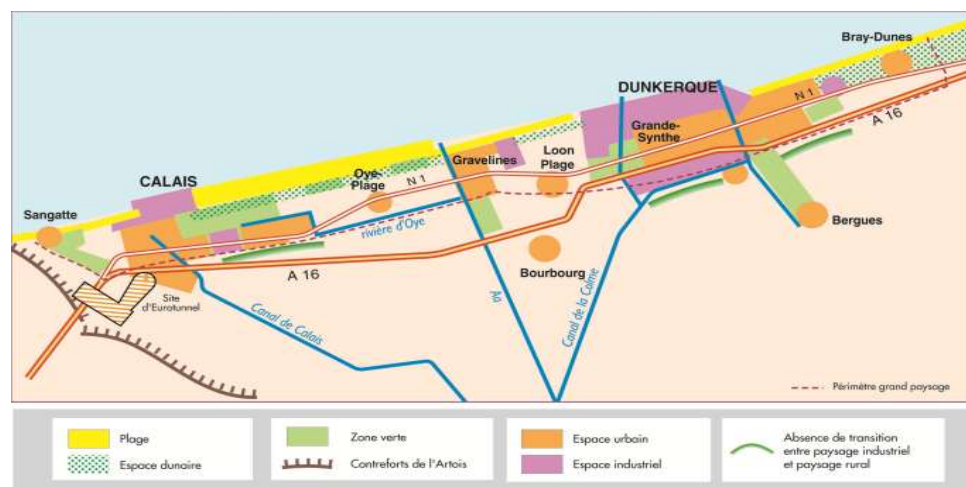 Bray-Dunes
DUNKERQUE
N 1
A 16
Grande-
Synthe
Loon
Plage
Gravelines
Oye-
Plage
N 1
CALAIS
Sangatte
rivière d'Oye
Bergues
A 16
Bourbourg
Site
d'Eurotunnel
Canal de Calais
Aa
Canal de la Colme
Périmètre grand paysage
Plage
Espace dunaire
Zone verte
Contreforts de l'Artois
Espace urbain
Espace industriel
Absence de transition
entre paysage industriel
et paysage rural